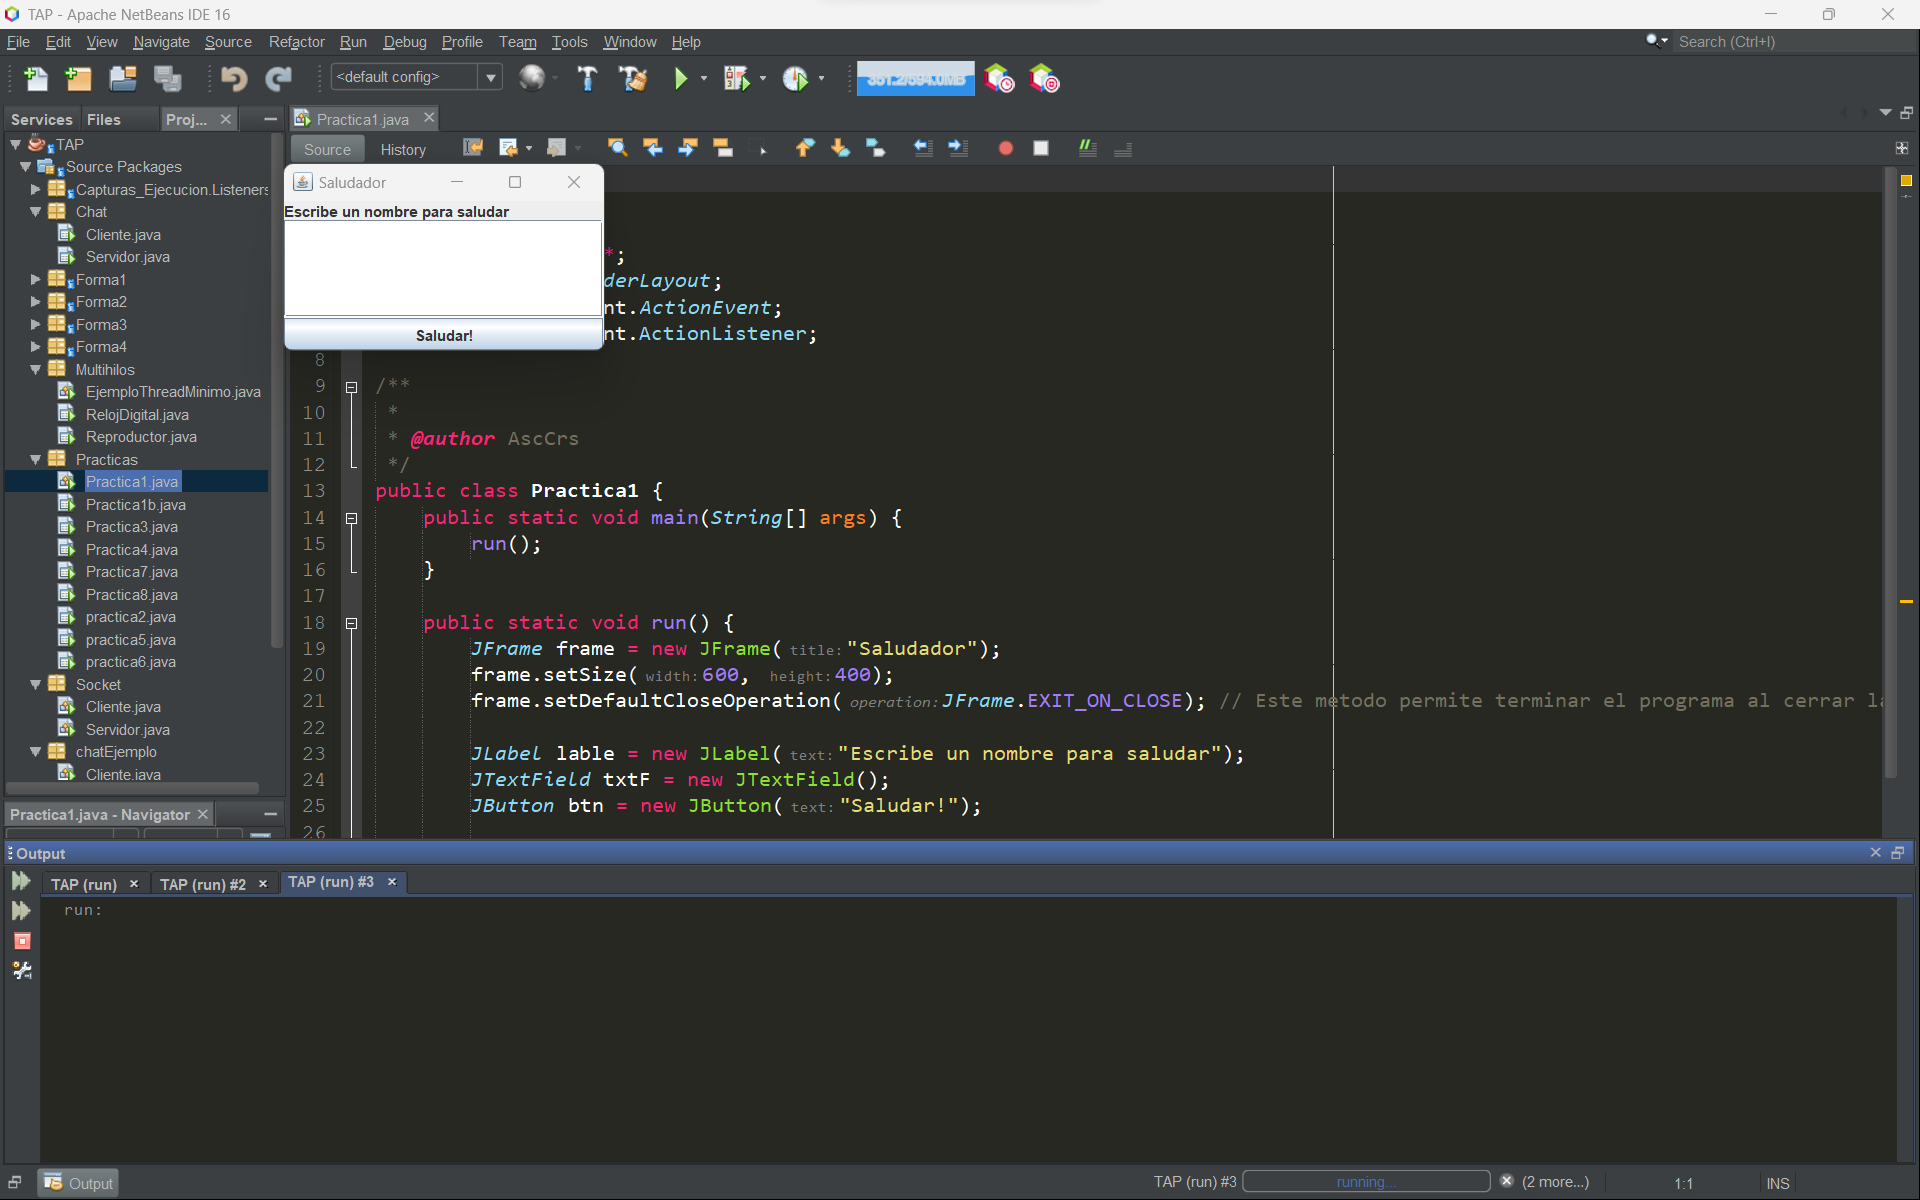 TAP - Apache NetBeans IDE 16
File Edit View Navigate Source Refactor Run Debug Profile Team Tools Window Help
Search (Ctrl+I)
<default config>
Services Files Proj...
Practica1.java
Source History
TAP
Source Packages
Capturas_Ejecucion.Listeners
Chat
Cliente.java
Servidor.java
Forma1
Forma2
Forma3
Forma4
Multihilos
EjemploThreadMinimo.java
RelojDigital.java
Reproductor.java
Practicas
Practica1.java
Practica1b.java
Practica3.java
Practica4.java
Practica7.java
Practica8.java
practica2.java
practica5.java
practica6.java
Socket
Cliente.java
Servidor.java
chatEjemplo
Cliente.java
Practica1.java - Navigator
Saludador
Escribe un nombre para saludar
Saludar!
*;
derLayout;
nt.ActionEvent;
nt.ActionListener;
8
9 /**
10 *
11 * @author AscCrs
12 */
13 public class Practica1 {
14 public static void main(String[] args) {
15 run();
16 }
17
18 public static void run() {
19 JFrame frame = new JFrame( title: "Saludador");
20 frame.setSize( width: 600, height: 400);
21 frame.setDefaultCloseOperation( operation: JFrame.EXIT_ON_CLOSE); // Este metodo permite terminar el programa al cerrar
22
23 JLabel lable = new JLabel( text: "Escribe un nombre para saludar");
24 JTextField txtF = new JTextField();
25 JButton btn = new JButton( text: "Saludar!");
26
Output
TAP (run) TAP (run) #2 TAP (run) #3
run:
Output
TAP (run) #3 running... (2 more...) 1:1 INS